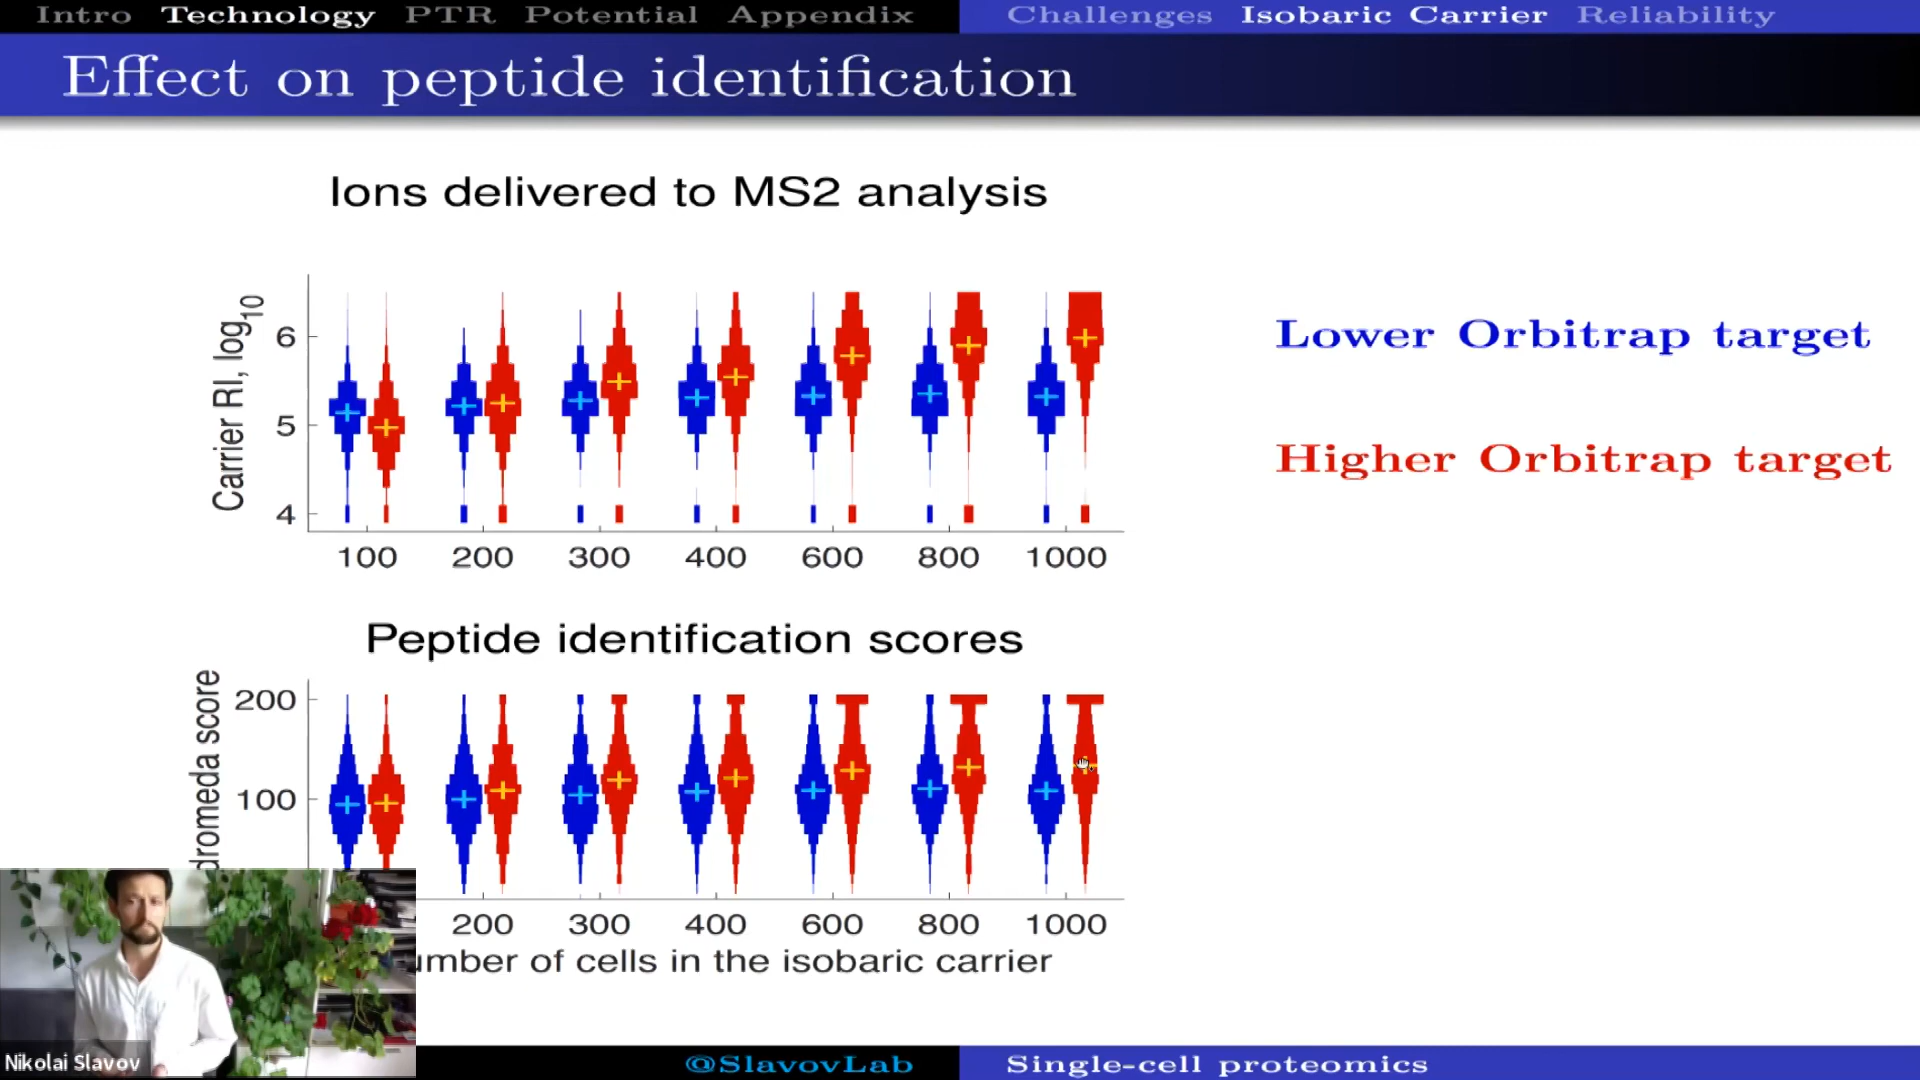 Intro Technology PTR Potential Appendix Challenges Isobaric Carrier Reliability
Effect on peptide identification
Ions delivered to MS2 analysis
Carrier RI, log10
6
5
4
100 200 300 400 600 800 1000
Lower Orbitrap target
Higher Orbitrap target
Peptide identification scores
dromeda score
200
100
200 300 400 600 800 1000
umber of cells in the isobaric carrier
Nikolai Slavov
@SlavovLab Single-cell proteomics